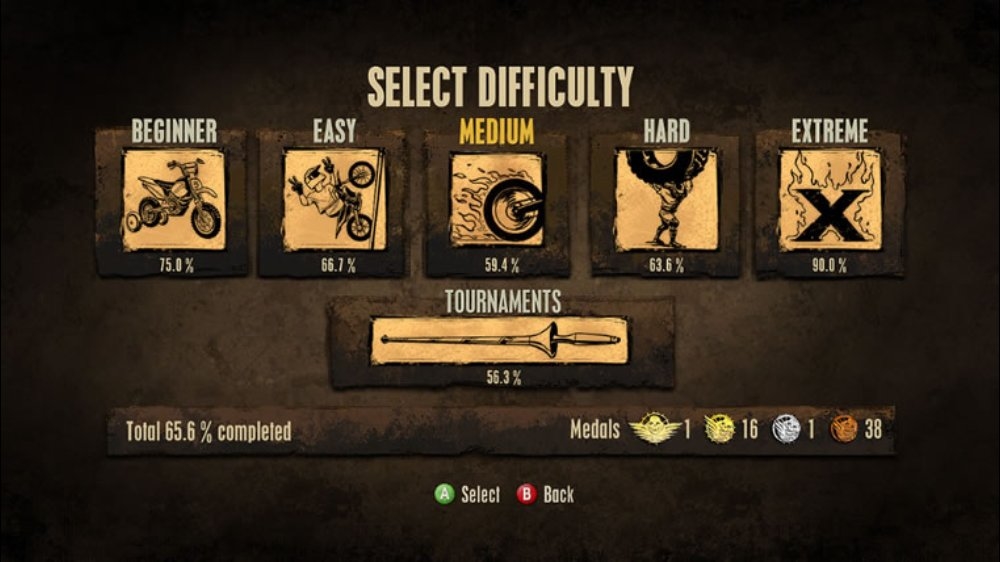 SELECT DIFFICULTY
BEGINNER EASY MEDIUM HARD EXTREME
X
75.0 % 66.7 % 59.4 % 63.6 % 90.0 %
TOURNAMENTS
56.3 %
Total 65.6 % completed Medals 1 16 1 38
A Select B Back